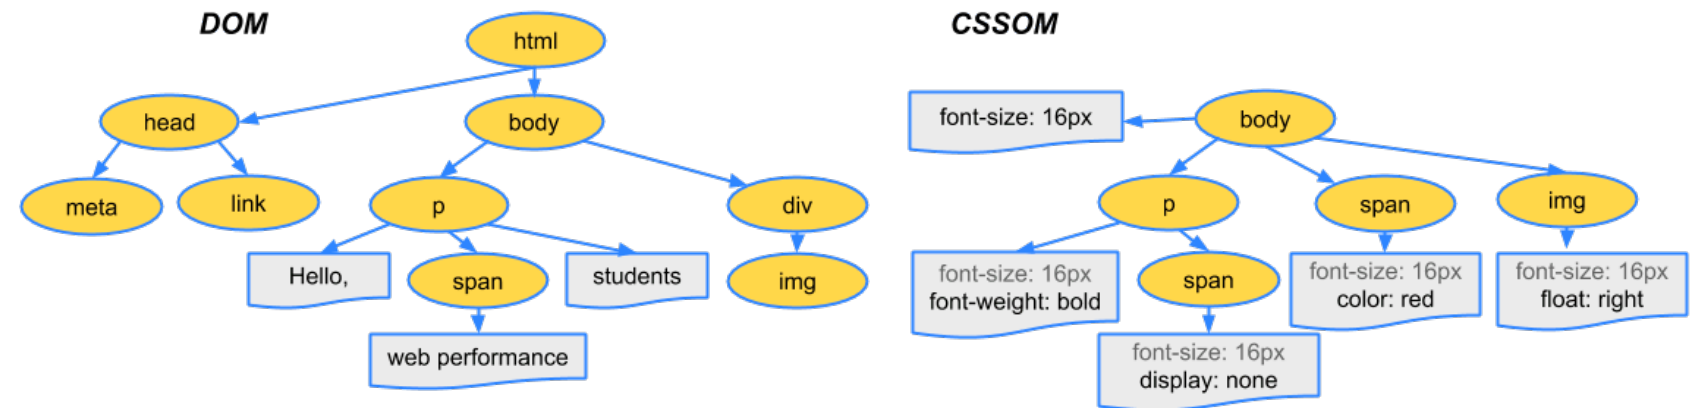 DOM
html
head
body
meta
link
p
div
Hello,
span
students
img
web performance
CSSOM
font-size: 16px
body
p
span
img
font-size: 16px
font-weight: bold
span
font-size: 16px
color: red
font-size: 16px
float: right
font-size: 16px
display: none